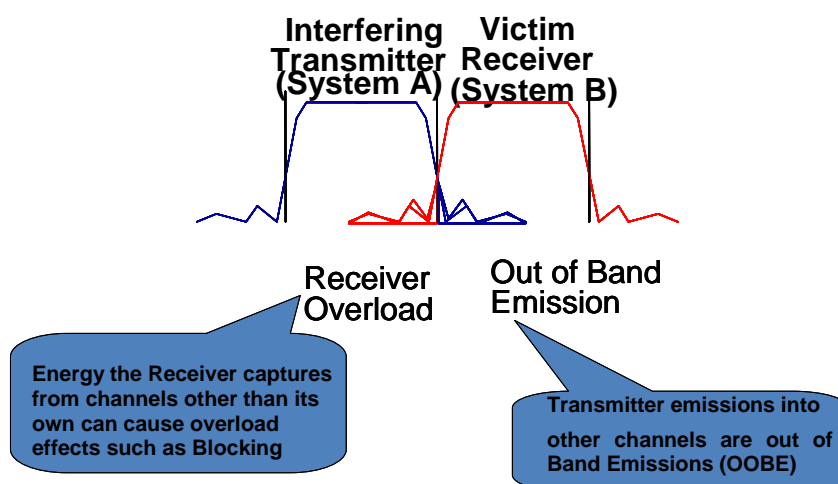 Interfering
Transmitter
(System A)
Victim
Receiver
(System B)
Receiver
Overload
Out of Band
Emission
Energy the Receiver captures
from channels other than its
own can cause overload
effects such as Blocking
Transmitter emissions into
other channels are out of
Band Emissions (OOBE)